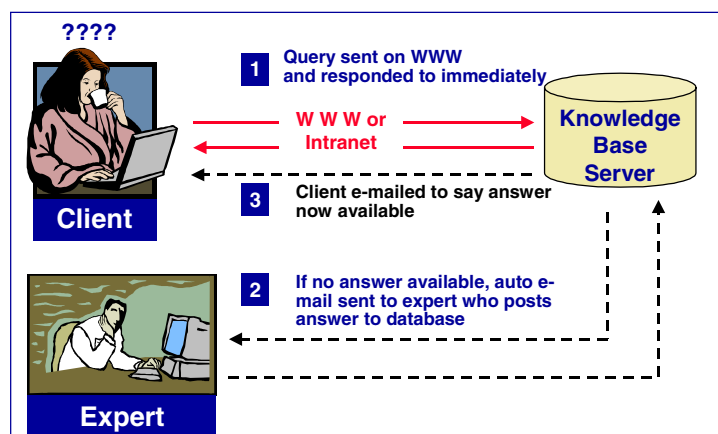 ????
1
Query sent on WWW
and responded to immediately
W W W or
Intranet
Knowledge
Base
Server
Client
3
Client e-mailed to say answer
now available
2
If no answer available, auto e-
mail sent to expert who posts
answer to database
Expert